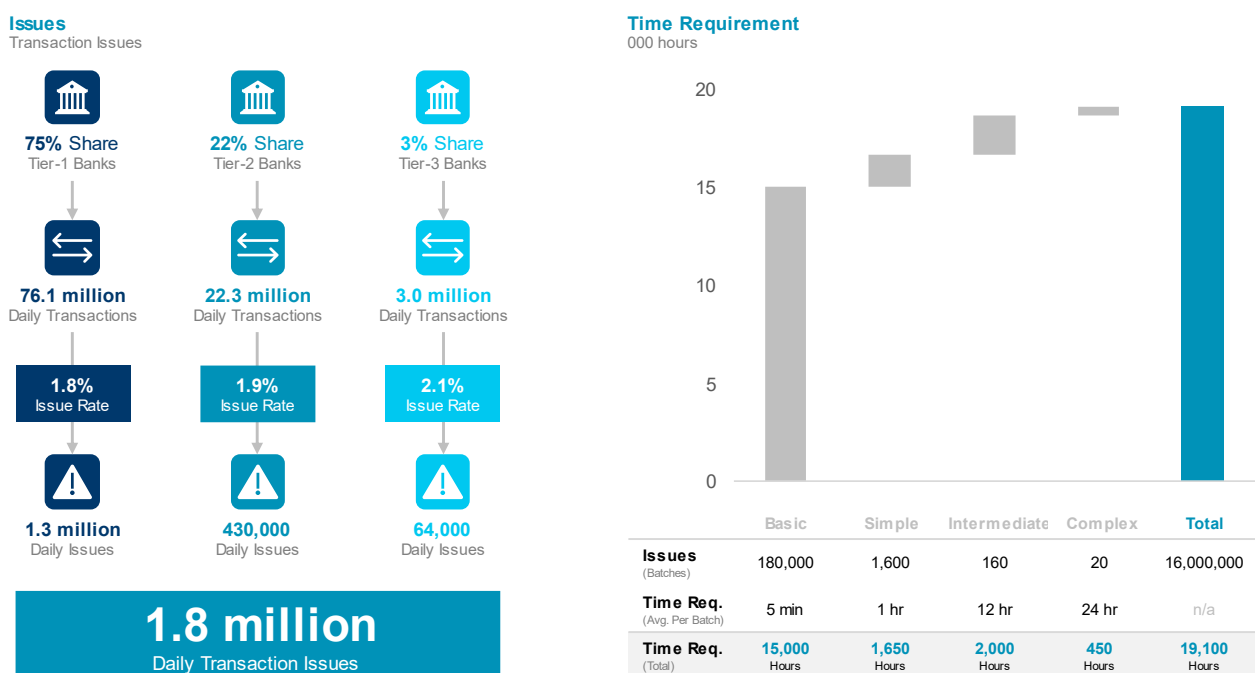 Issues
Transaction Issues
75% Share
Tier-1 Banks
22% Share
Tier-2 Banks
3% Share
Tier-3 Banks
76.1 million
Daily Transactions
22.3 million
Daily Transactions
3.0 million
Daily Transactions
1.8%
Issue Rate
1.9%
Issue Rate
2.1%
Issue Rate
1.3 million
Daily Issues
430,000
Daily Issues
64,000
Daily Issues
1.8 million
Daily Transaction Issues
Time Requirement
000 hours
20
15
10
5
0
Basic Simple Intermediate Complex Total
Issues
(Batches)
180,000 1,600 160 20 16,000,000
Time Req.
(Avg. Per Batch)
5 min 1 hr 12 hr 24 hr n/a
Time Req.
(Total)
15,000 1,650 2,000 450 19,100
Hours Hours Hours Hours Hours